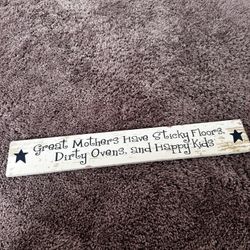 Great Mothers Have Sticky Floors,
Dirty Ovens, and Happy Kids